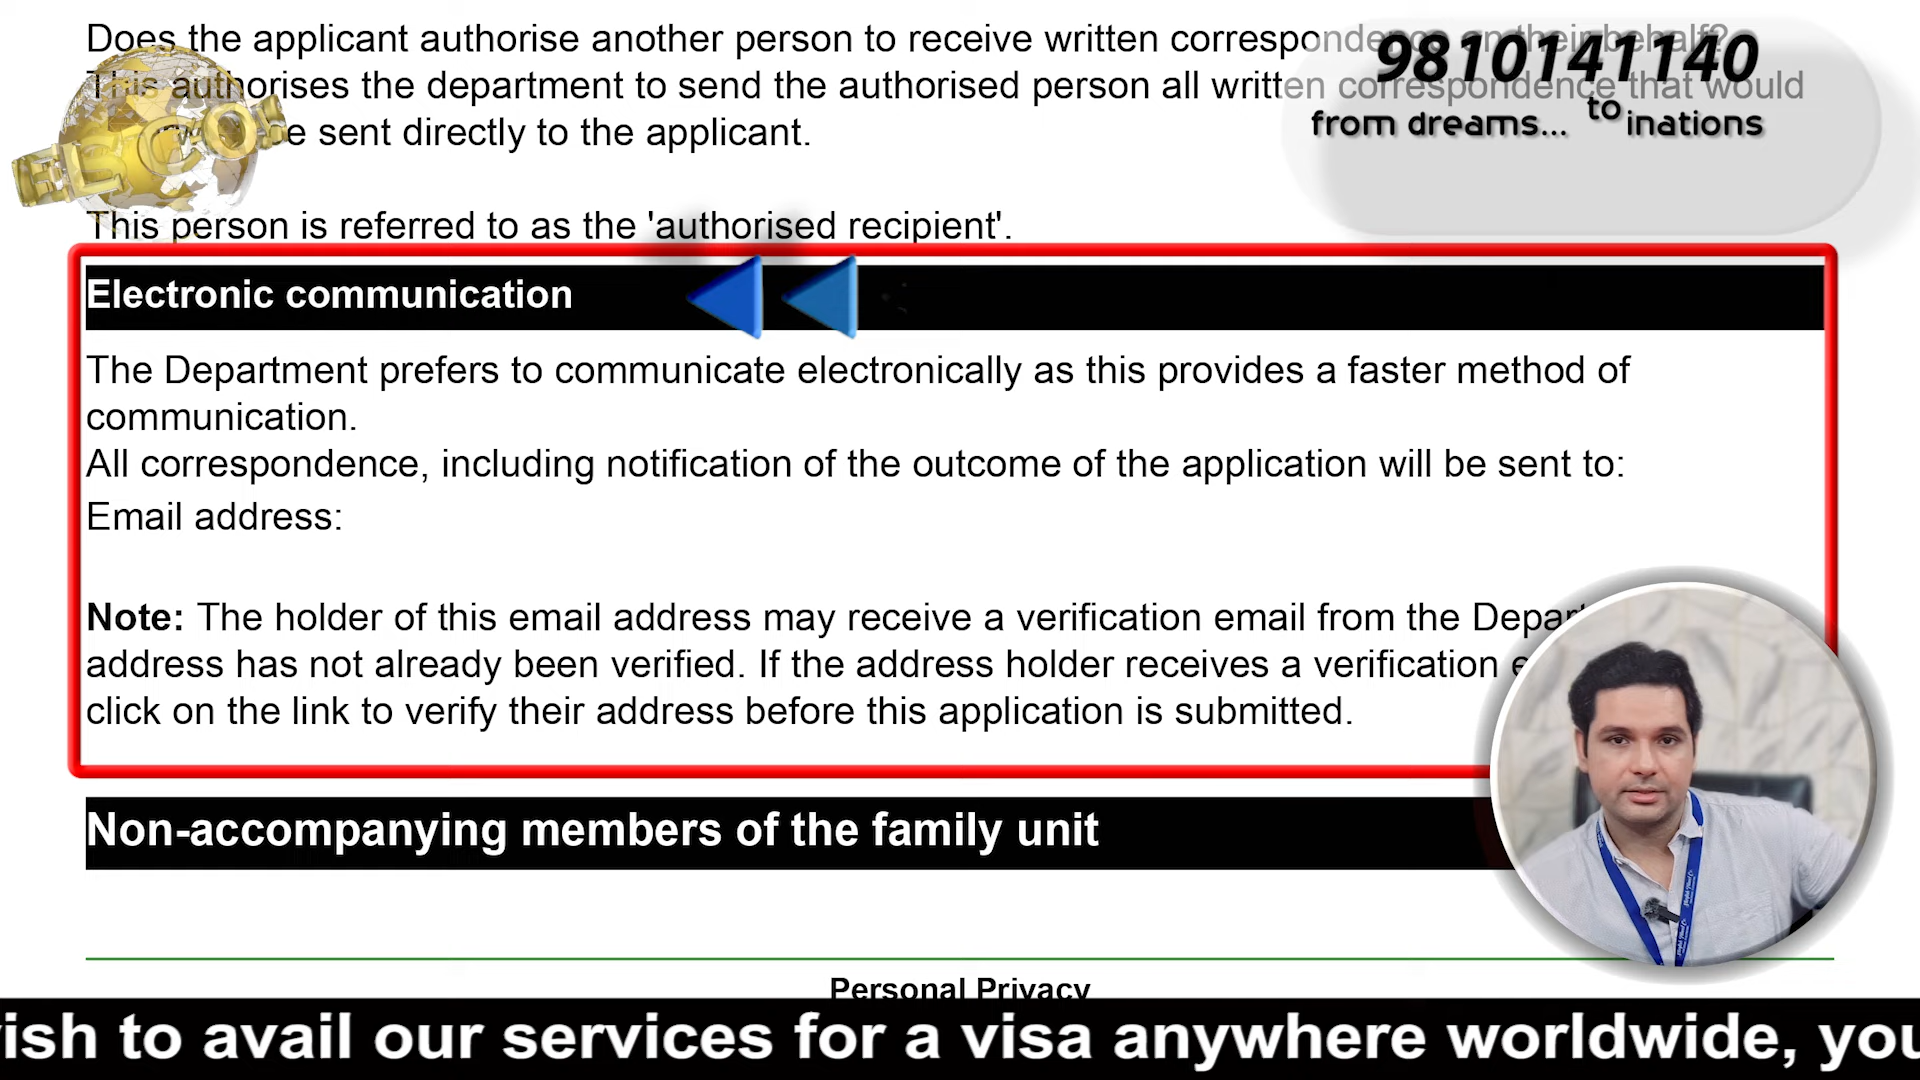 Does the applicant authorise another person to receive written correspondence on their behalf?
This authorises the department to send the authorised person all written correspondence that would
be sent directly to the applicant.
This person is referred to as the 'authorised recipient'.
9810141140
from dreams... to inations
Electronic communication
The Department prefers to communicate electronically as this provides a faster method of
communication.
All correspondence, including notification of the outcome of the application will be sent to:
Email address:
Note: The holder of this email address may receive a verification email from the
address has not already been verified. If the address holder receives a verification
click on the link to verify their address before this application is submitted.
Non-accompanying members of the family unit
Personal Privacy
ish to avail our services for a visa anywhere worldwide, you